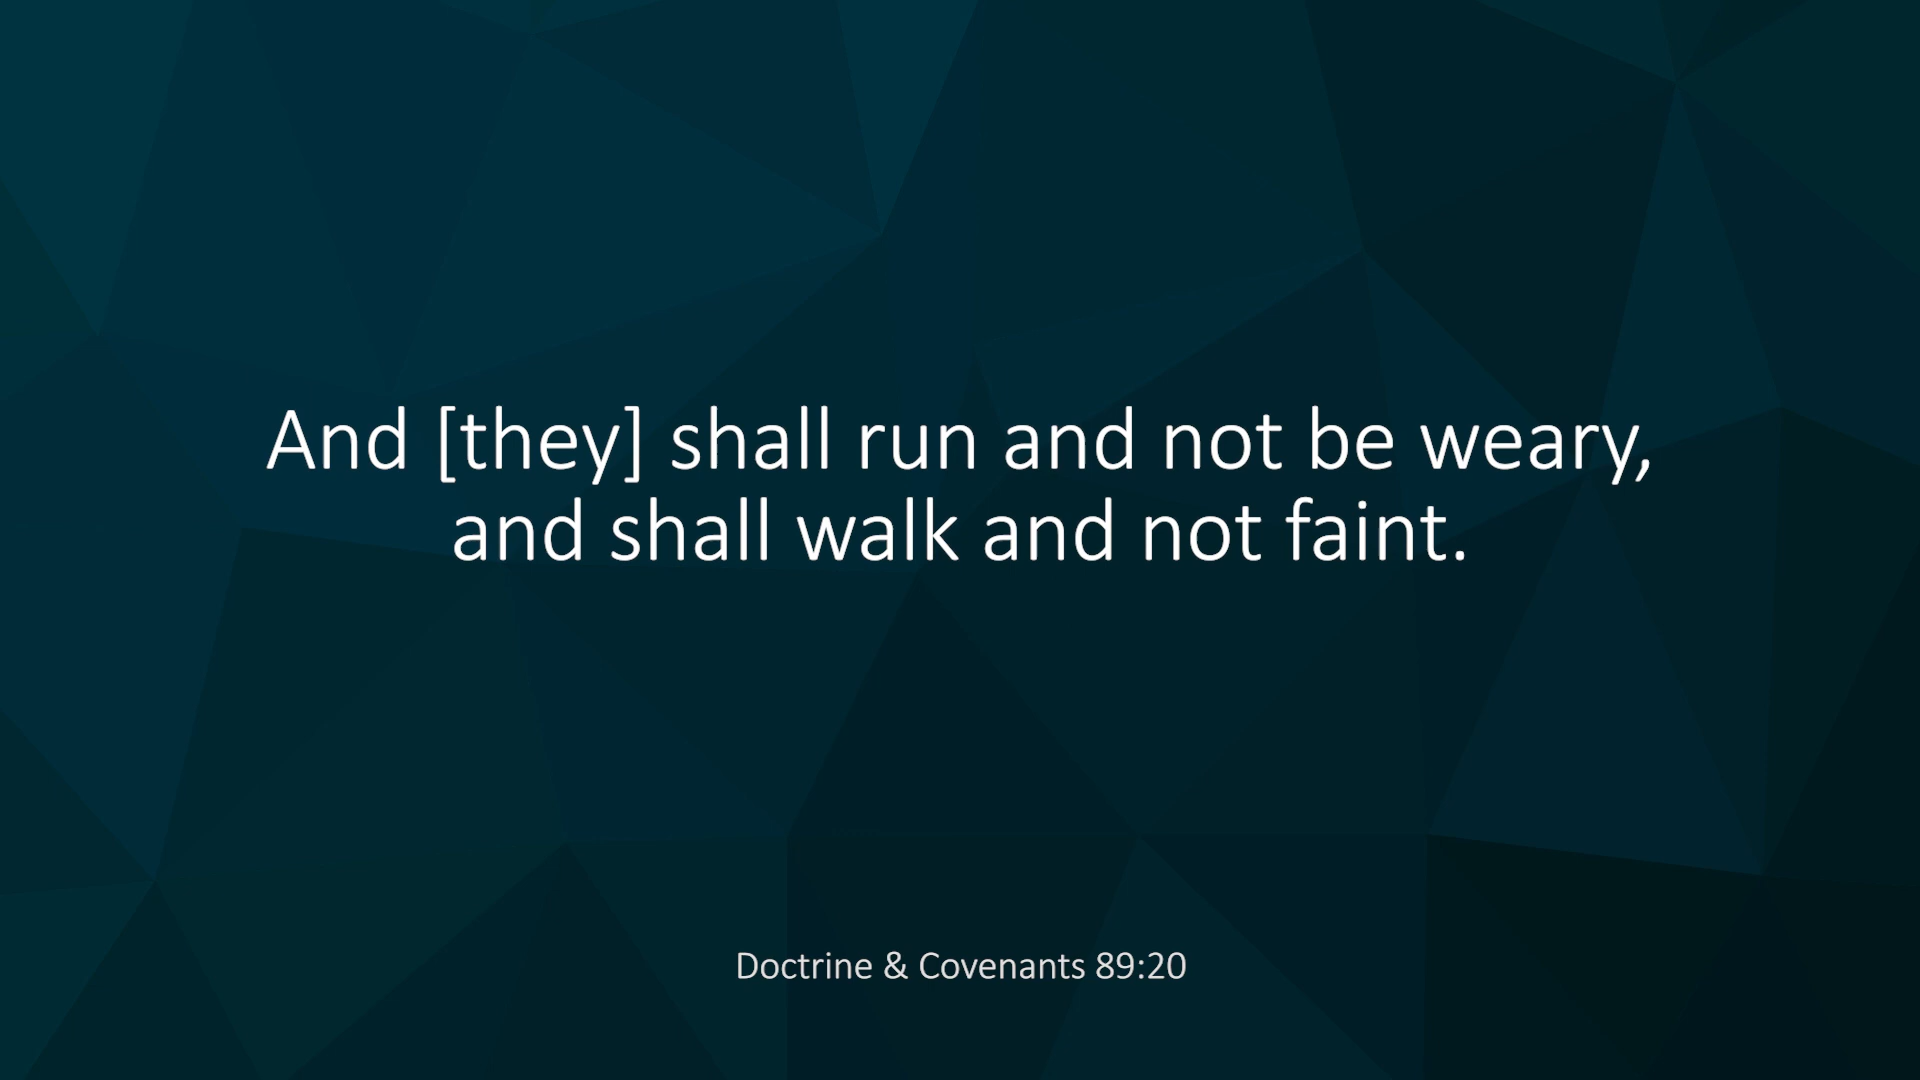 And [they] shall run and not be weary,
and shall walk and not faint.
Doctrine & Covenants 89:20